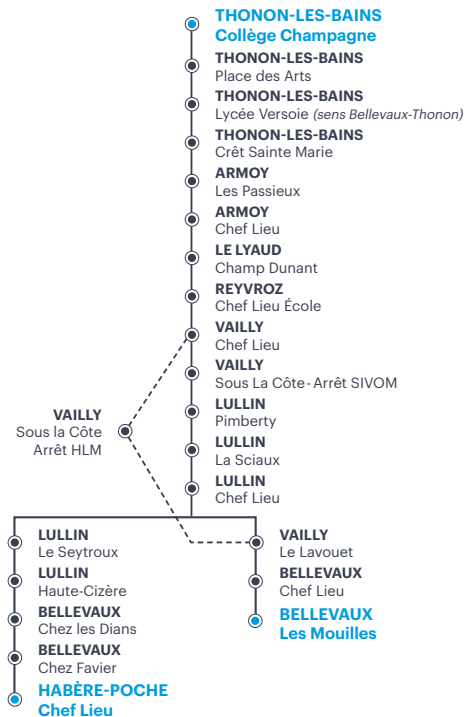 THONON-LES-BAINS
Collège Champagne
THONON-LES-BAINS
Place des Arts
THONON-LES-BAINS
Lycée Versoie (sens Bellevaux-Thonon)
THONON-LES-BAINS
Crêt Sainte Marie
ARMOY
Les Passieux
ARMOY
Chef Lieu
LE LYAUD
Champ Dunant
REYVROZ
Chef Lieu École
VAILLY
Chef Lieu
VAILLY
Sous La Côte - Arrêt SIVOM
LULLIN
Pimberty
LULLIN
La Sciaux
LULLIN
Chef Lieu
VAILLY
Sous la Côte
Arrêt HLM
LULLIN
Le Seytroux
LULLIN
Haute-Cizère
BELLEVAUX
Chez les Dians
BELLEVAUX
Chez Favier
HABÈRE-POCHE
Chef Lieu
VAILLY
Le Lavouet
BELLEVAUX
Chef Lieu
BELLEVAUX
Les Mouilles